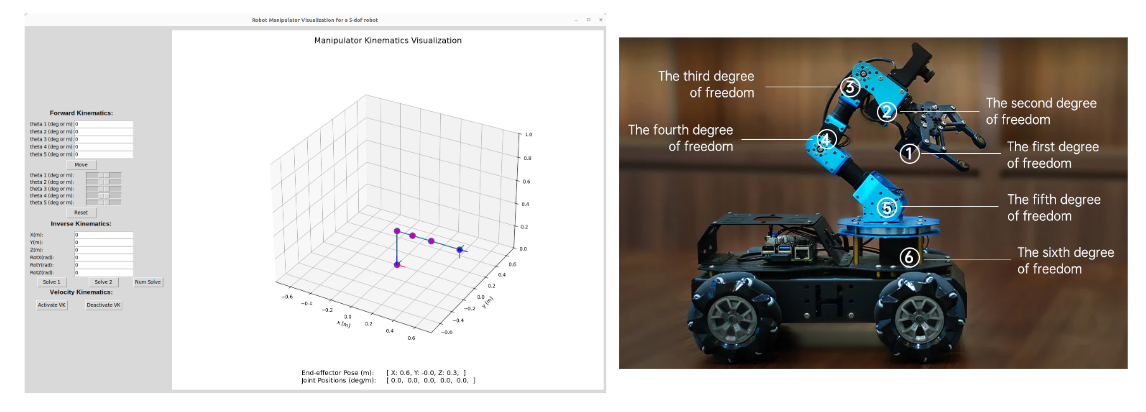 Robot Manipulator Visualization for a 5-dof robot
Manipulator Kinematics Visualization
Forward Kinematics:
theta 1 (deg or m): 0
theta 2 (deg or m): 0
theta 3 (deg or m): 0
theta 4 (deg or m): 0
theta 5 (deg or m): 0
Move
theta 1 (deg or m):
theta 2 (deg or m):
theta 3 (deg or m):
theta 4 (deg or m):
theta 5 (deg or m):
Reset
Inverse Kinematics:
X(m): 0
Y(m): 0
Z(m): 0
RotX(rad): 0
RotY(rad): 0
RotZ(rad): 0
Solve 1 Solve 2 Num Solve
Velocity Kinematics:
Activate VK Deactivate VK
1.0
0.8
0.6
0.4
0.2
0.0
−0.6 −0.4 −0.2 0.0 0.2 0.4 0.6
x [m]
−0.6 −0.4 −0.2 0.0 0.2 0.4 0.6
y [m]
End-effector Pose (m): [ X: 0.6, Y: -0.0, Z: 0.3, ]
Joint Positions (deg/m): [ 0.0, 0.0, 0.0, 0.0, 0.0, ]
The third degree
of freedom
3
2
The second degree
of freedom
The fourth degree
of freedom
4
1
The first degree
of freedom
5
The fifth degree
of freedom
6
The sixth degree
of freedom
H